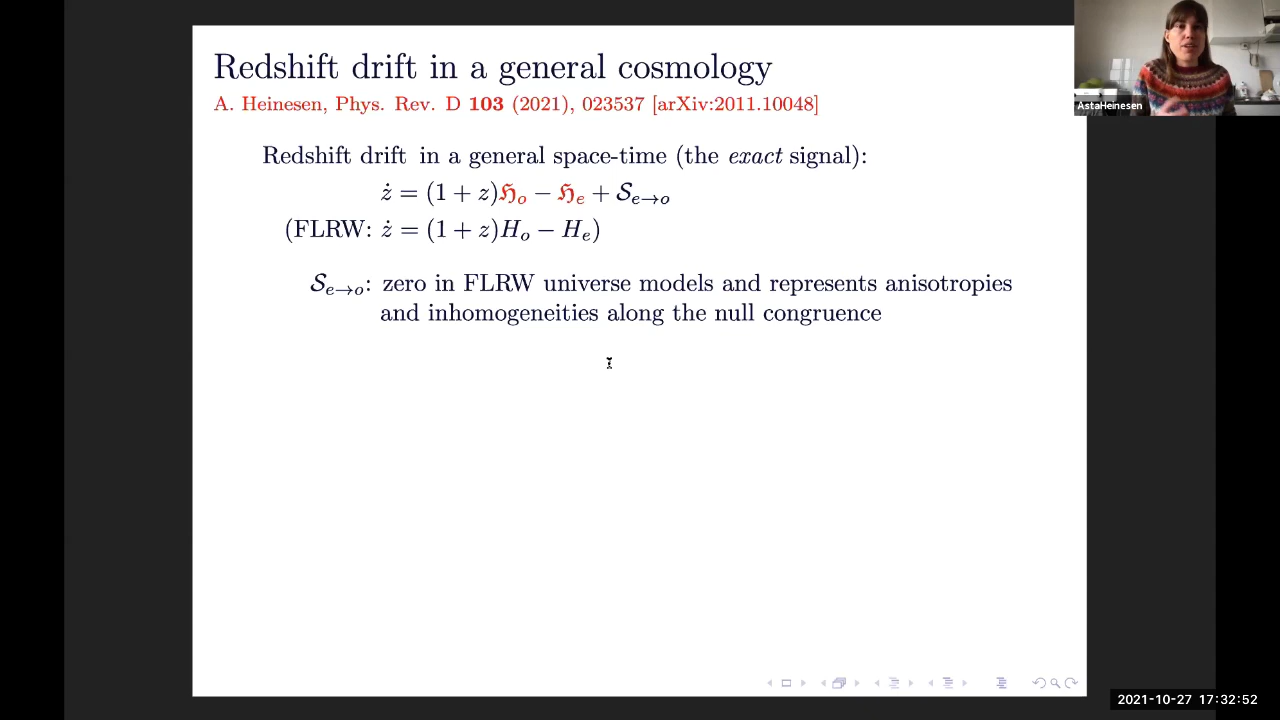 Redshift drift in a general cosmology
A. Heinesen, Phys. Rev. D 103 (2021), 023537 [arXiv:2011.10048]
AstaHeinesen
Redshift drift in a general space-time (the exact signal):
ż = (1 + z)ℌₒ − ℌₑ + 𝒮ₑ→ₒ
(FLRW: ż = (1 + z)Hₒ − Hₑ)
𝒮ₑ→ₒ: zero in FLRW universe models and represents anisotropies
and inhomogeneities along the null congruence
2021-10-27 17:32:52